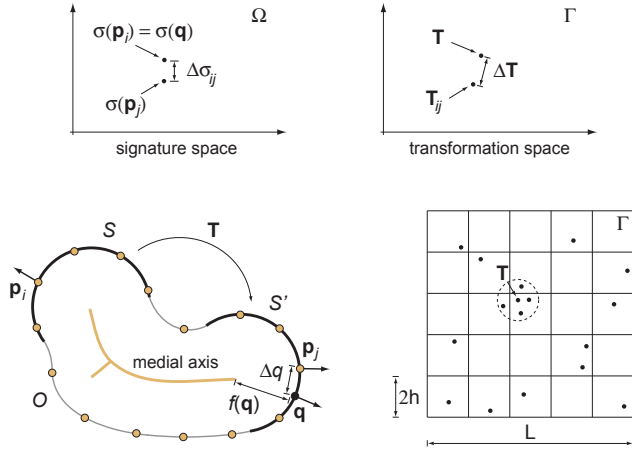 Ω
σ(pᵢ) = σ(q)
Δσᵢⱼ
σ(pⱼ)
signature space
Γ
T
ΔT
Tᵢⱼ
transformation space
S
T
pᵢ
S'
medial axis
pⱼ
Δq
f(q)
q
O
Γ
T
2h
L